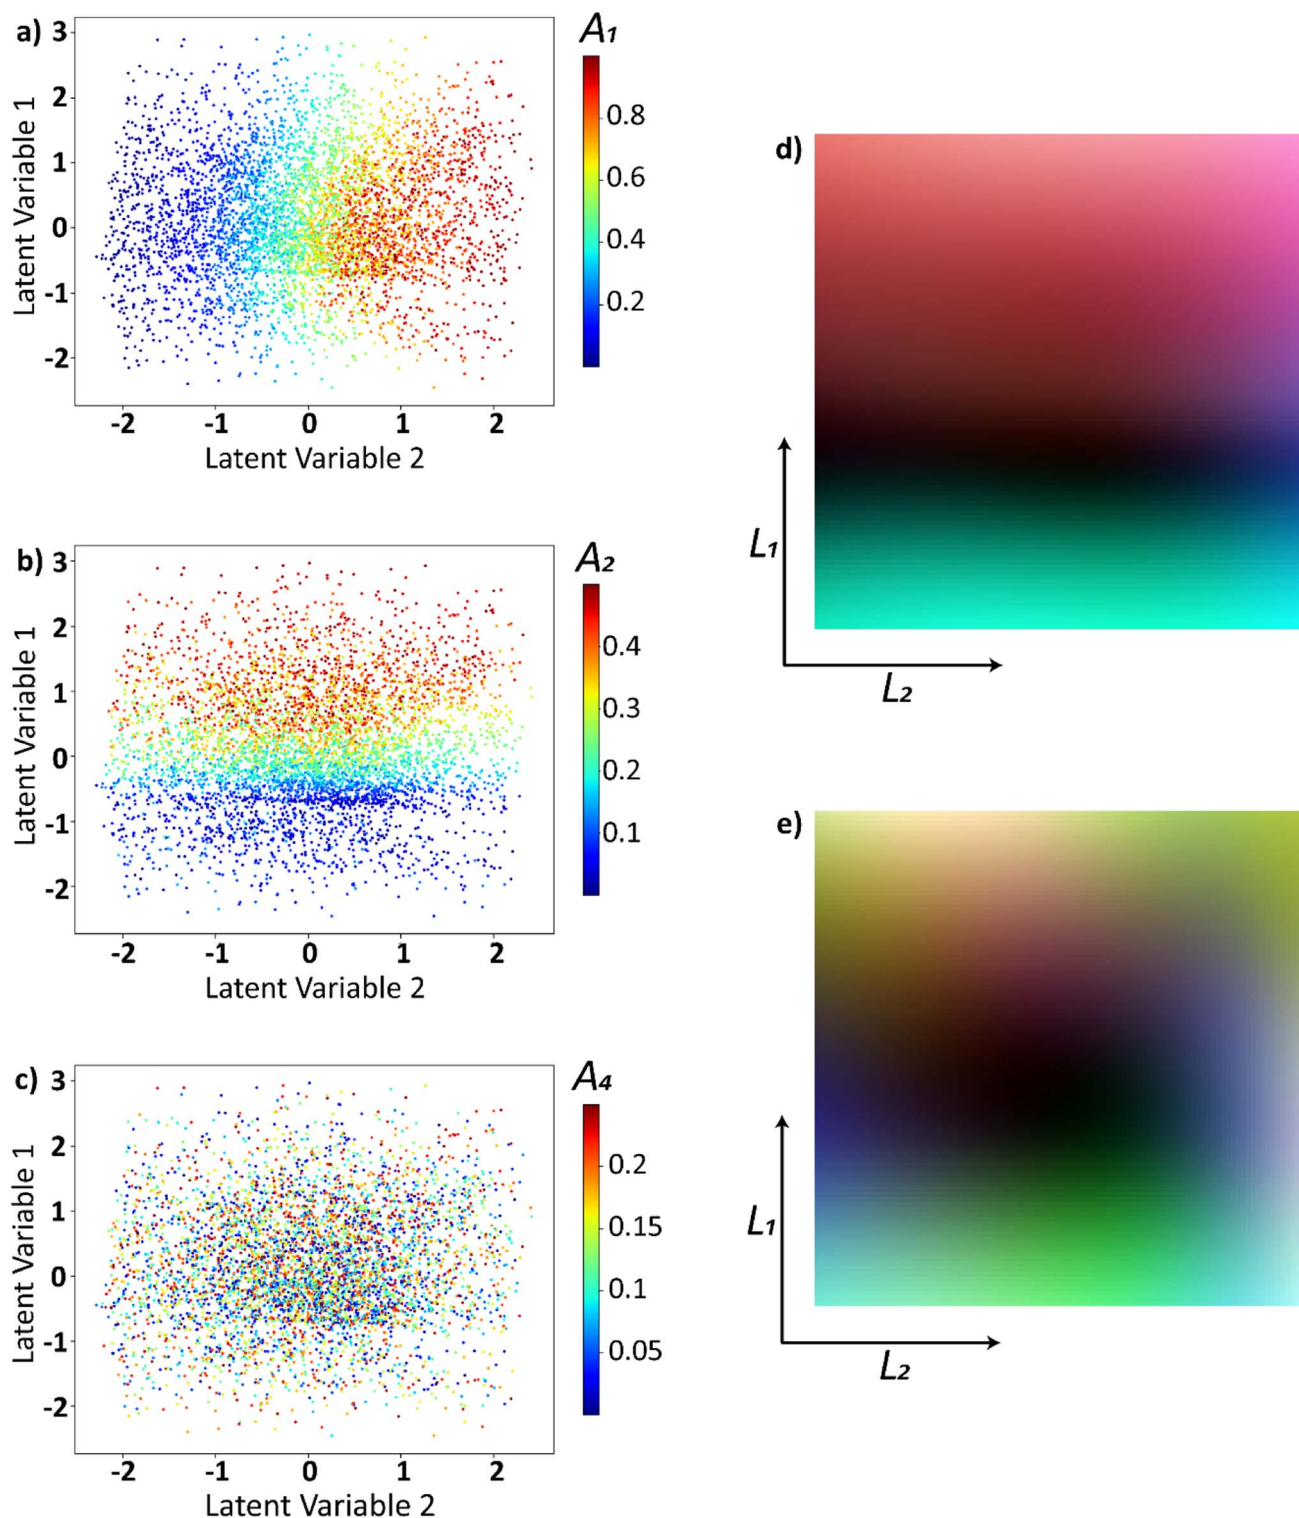 a)
A1
3
2
1
0
-1
-2
Latent Variable 1
-2 -1 0 1 2
Latent Variable 2
0.8
0.6
0.4
0.2
b)
A2
3
2
1
0
-1
-2
Latent Variable 1
-2 -1 0 1 2
Latent Variable 2
0.4
0.3
0.2
0.1
c)
A4
3
2
1
0
-1
-2
Latent Variable 1
-2 -1 0 1 2
Latent Variable 2
0.2
0.15
0.1
0.05
d)
L1
L2
e)
L1
L2